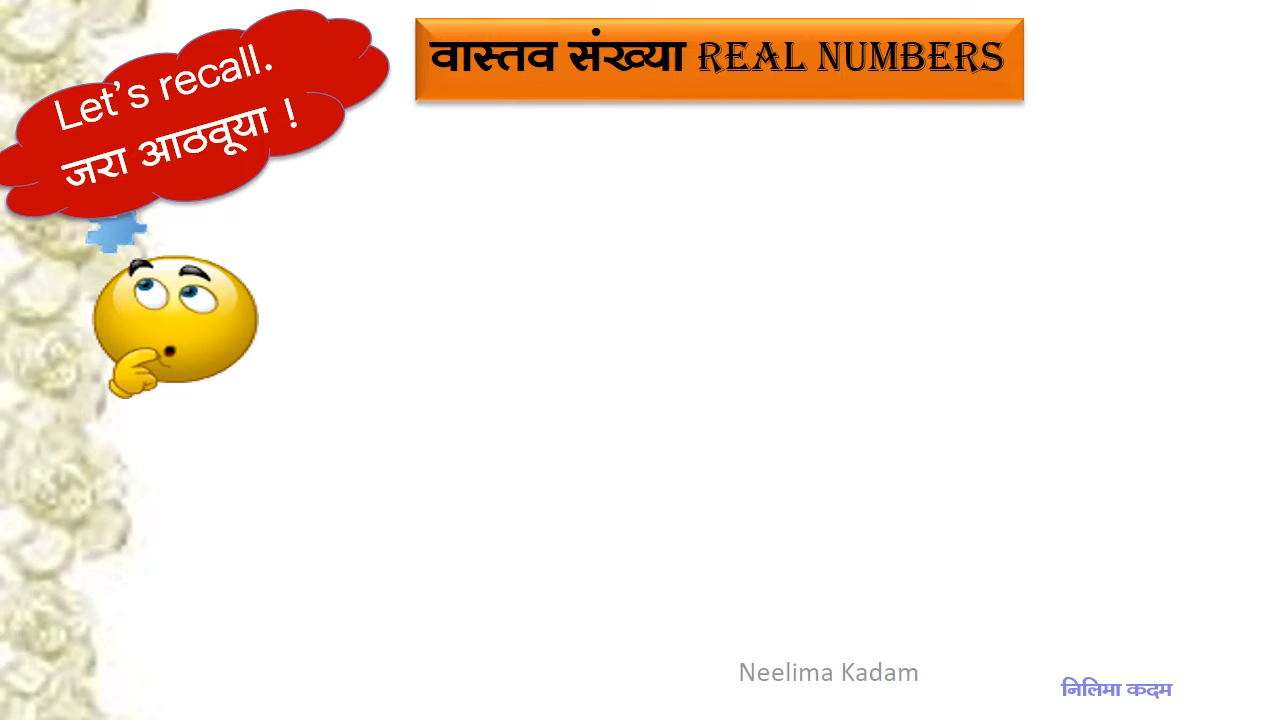 Let's recall.
जरा आठवूया !
वास्तव संख्या REAL NUMBERS
Neelima Kadam
निलिमा कदम